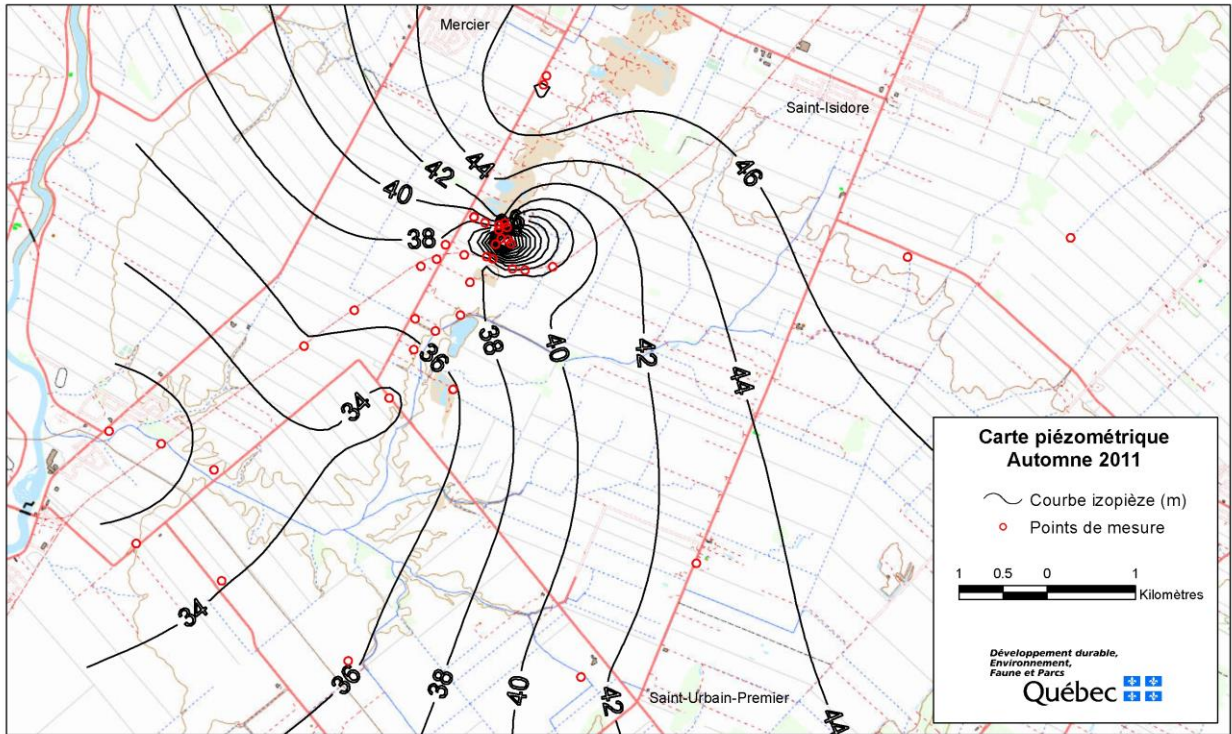 Mercier
Saint-Isidore
44
42
46
40
38
36
38
40
42
44
34
34
36
38
40
42
44
Saint-Urbain-Premier
Carte piézométrique
Automne 2011
Courbe izopièze (m)
Points de mesure
1 0.5 0 1
Kilomètres
Développement durable,
Environnement,
Faune et Parcs
Québec